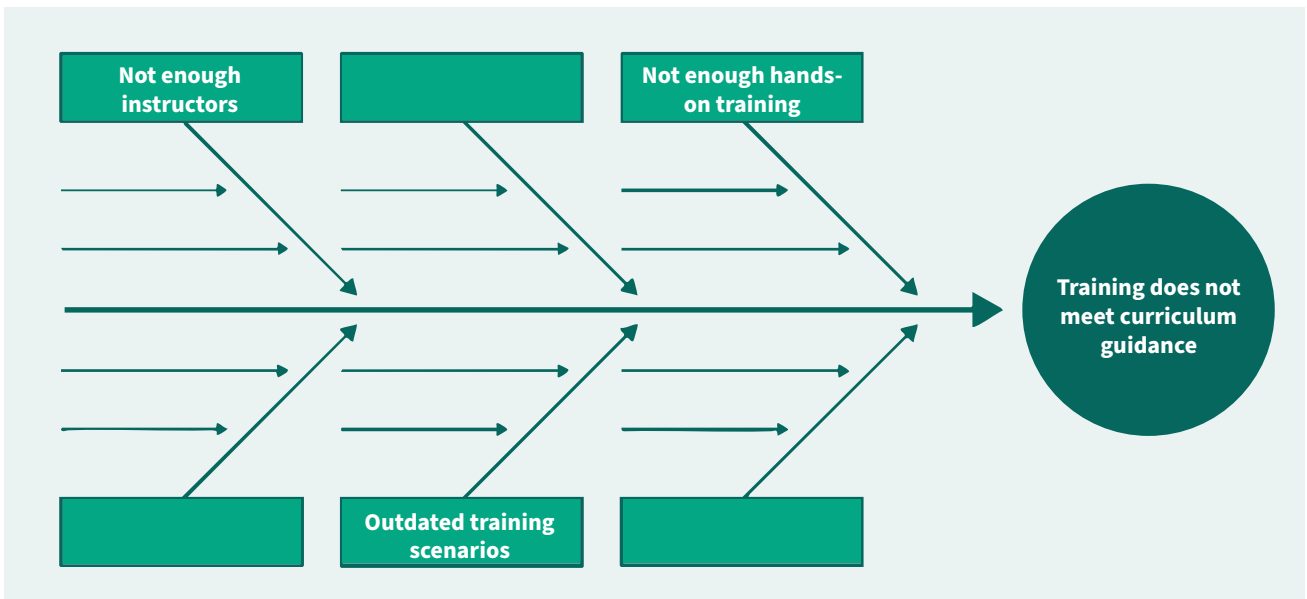 Not enough
instructors
Not enough hands-
on training
Training does not
meet curriculum
guidance
Outdated training
scenarios